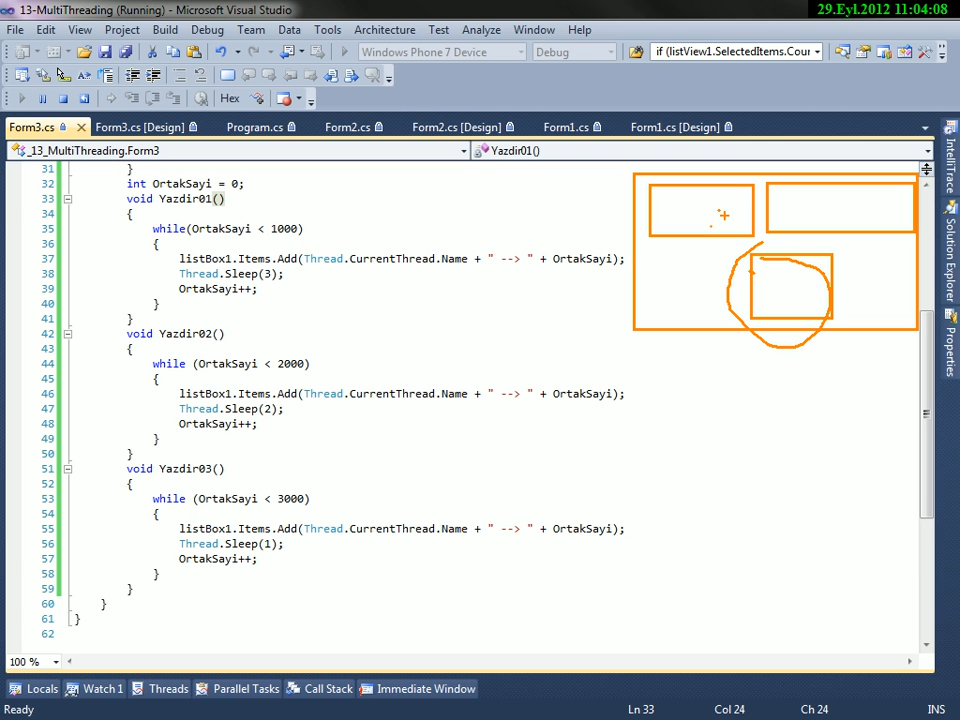 13-MultiThreading (Running) - Microsoft Visual Studio
29.Eyl.2012 11:04:08
File Edit View Project Build Debug Team Data Tools Architecture Test Analyze Window Help
Windows Phone 7 Device Debug if (listView1.SelectedItems.Cour
Hex
Form3.cs Form3.cs [Design] Program.cs Form2.cs Form2.cs [Design] Form1.cs Form1.cs [Design]
_13_MultiThreading.Form3 Yazdir01()
31 }
32 int OrtakSayi = 0;
33 void Yazdir01()
34 {
35 while(OrtakSayi < 1000)
36 {
37 listBox1.Items.Add(Thread.CurrentThread.Name + " --> " + OrtakSayi);
38 Thread.Sleep(3);
39 OrtakSayi++;
40 }
41 }
42 void Yazdir02()
43 {
44 while (OrtakSayi < 2000)
45 {
46 listBox1.Items.Add(Thread.CurrentThread.Name + " --> " + OrtakSayi);
47 Thread.Sleep(2);
48 OrtakSayi++;
49 }
50 }
51 void Yazdir03()
52 {
53 while (OrtakSayi < 3000)
54 {
55 listBox1.Items.Add(Thread.CurrentThread.Name + " --> " + OrtakSayi);
56 Thread.Sleep(1);
57 OrtakSayi++;
58 }
59 }
60 }
61 }
62
IntelliTrace
Solution Explorer
Properties
100 %
Locals Watch 1 Threads Parallel Tasks Call Stack Immediate Window
Ready Ln 33 Col 24 Ch 24 INS